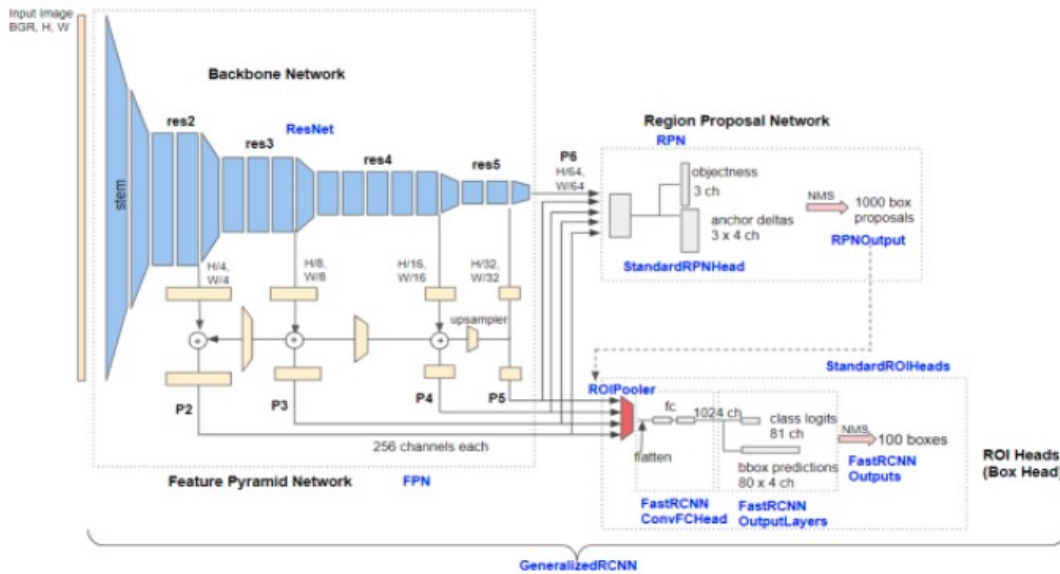 Input Image
BGR, H, W
Backbone Network
ResNet
stem
res2
res3
res4
res5
P6
H/64,
W/64
Region Proposal Network
RPN
objectness
3 ch
anchor deltas
3 x 4 ch
StandardRPNHead
NMS
1000 box
proposals
RPNOutput
H/4,
W/4
H/8,
W/8
H/16,
W/16
H/32,
W/32
upsampler
P2
P3
P4
P5
256 channels each
Feature Pyramid Network
FPN
StandardROIHeads
ROIPooler
fc
1024 ch
flatten
class logits
81 ch
bbox predictions
80 x 4 ch
NMS
100 boxes
FastRCNN
Outputs
FastRCNN
ConvFCHead
FastRCNN
OutputLayers
ROI Heads
(Box Head)
GeneralizedRCNN